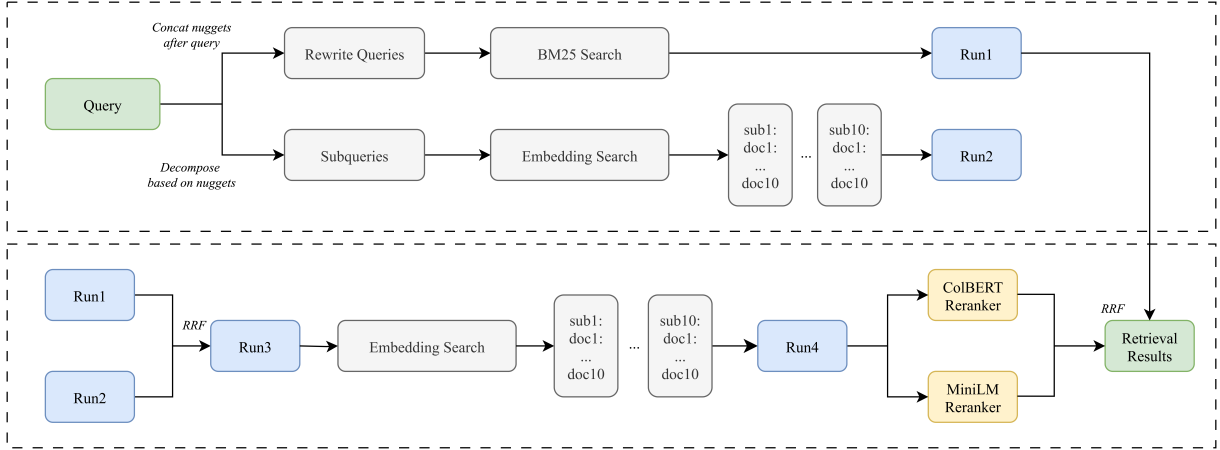 Concat nuggets
after query
Rewrite Queries
BM25 Search
Run1
Query
Subqueries
Embedding Search
sub1:
doc1:
...
doc10
...
sub10:
doc1:
...
doc10
Run2
Decompose
based on nuggets
Run1
Run2
RRF
Run3
Embedding Search
sub1:
doc1:
...
doc10
...
sub10:
doc1:
...
doc10
Run4
ColBERT
Reranker
MiniLM
Reranker
RRF
Retrieval
Results